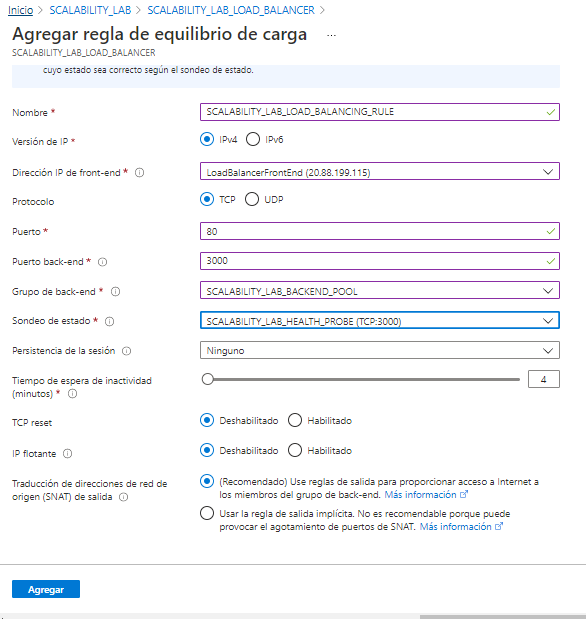 Inicio > SCALABILITY_LAB > SCALABILITY_LAB_LOAD_BALANCER >
Agregar regla de equilibrio de carga ...
SCALABILITY_LAB_LOAD_BALANCER
cuyo estado sea correcto según el sondeo de estado.
Nombre * SCALABILITY_LAB_LOAD_BALANCING_RULE
Versión de IP * IPv4 IPv6
Dirección IP de front-end * LoadBalancerFrontEnd (20.88.199.115)
Protocolo TCP UDP
Puerto * 80
Puerto back-end * 3000
Grupo de back-end * SCALABILITY_LAB_BACKEND_POOL
Sondeo de estado * SCALABILITY_LAB_HEALTH_PROBE (TCP:3000)
Persistencia de la sesión Ninguno
Tiempo de espera de inactividad
(minutos) * 4
TCP reset Deshabilitado Habilitado
IP flotante Deshabilitado Habilitado
Traducción de direcciones de red de
origen (SNAT) de salida
(Recomendado) Use reglas de salida para proporcionar acceso a Internet a
los miembros del grupo de back-end. Más información
Usar la regla de salida implícita. No es recomendable porque puede
provocar el agotamiento de puertos de SNAT. Más información
Agregar